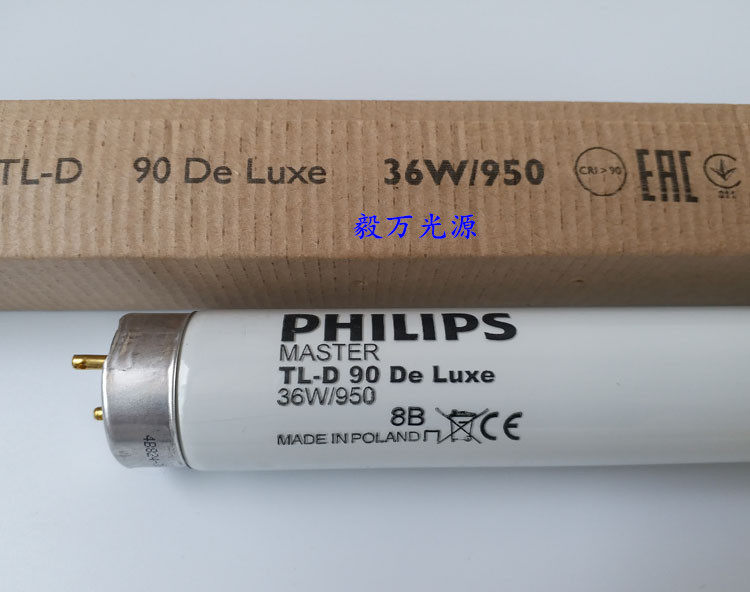 TL-D 90 De Luxe 36W/950 CRI > 90 EAC
毅万光源
PHILIPS
MASTER
TL-D 90 De Luxe
36W/950
8B
MADE IN POLAND CE